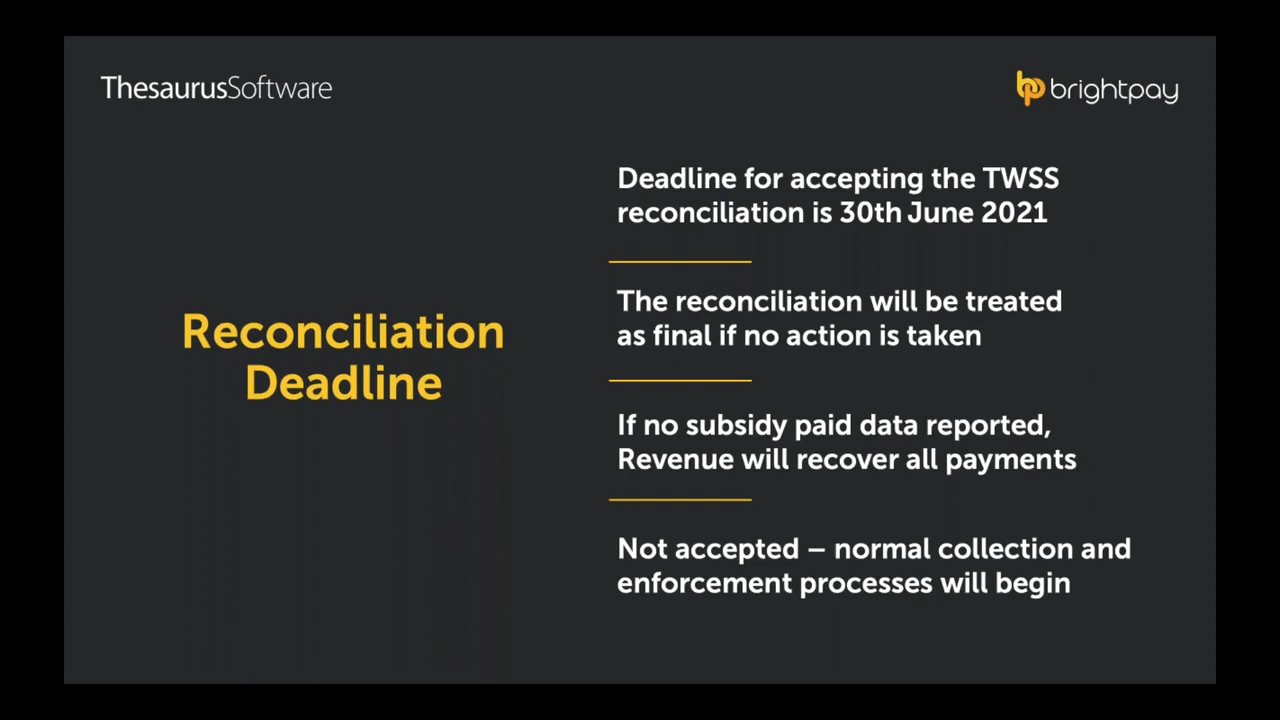 ThesaurusSoftware
brightpay
Reconciliation
Deadline
Deadline for accepting the TWSS
reconciliation is 30th June 2021
The reconciliation will be treated
as final if no action is taken
If no subsidy paid data reported,
Revenue will recover all payments
Not accepted – normal collection and
enforcement processes will begin